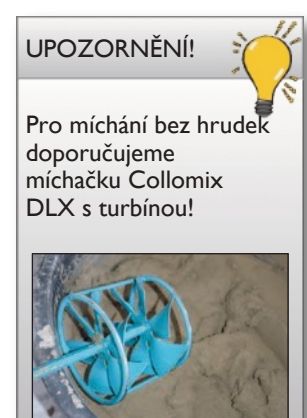 UPOZORNĚNÍ!
Pro míchání bez hrudek
doporučujeme
míchačku Collomix
DLX s turbínou!